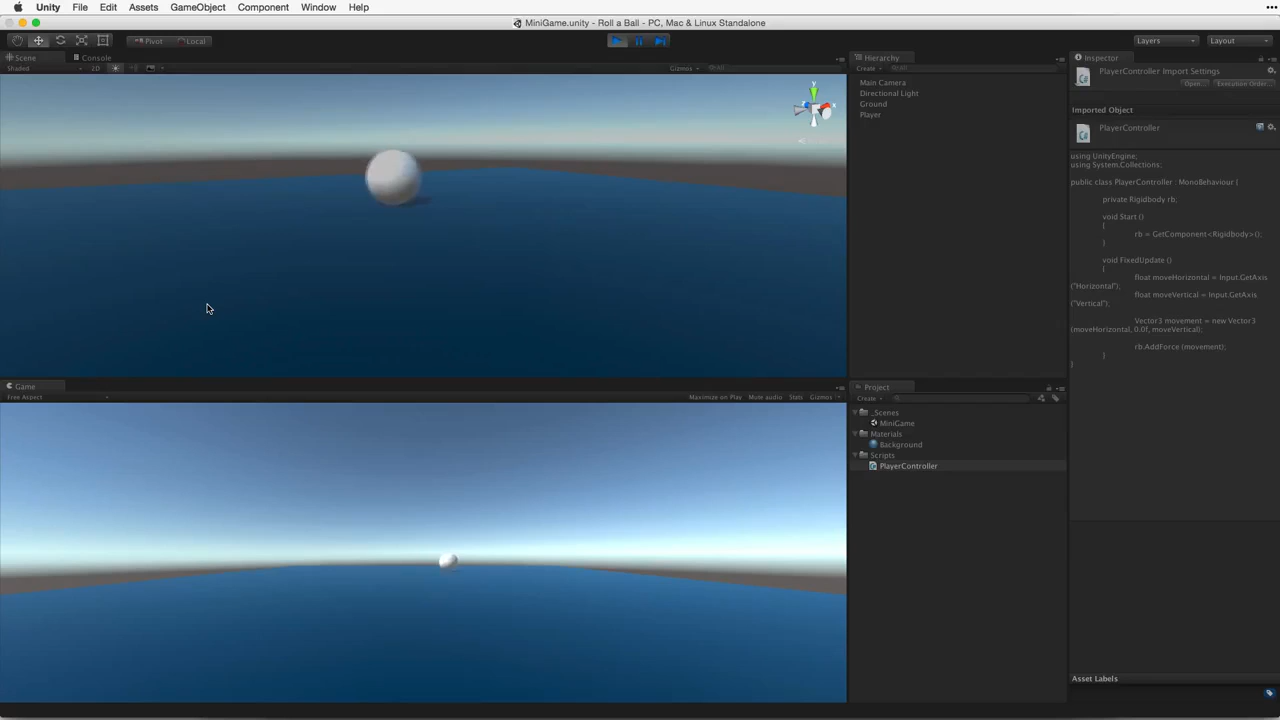 Unity File Edit Assets GameObject Component Window Help
MiniGame.unity - Roll a Ball - PC, Mac & Linux Standalone
Pivot Local Layers Layout
Scene Console
Shaded 2D Gizmos
y
x
Hierarchy
Create
Main Camera
Directional Light
Ground
Player
Inspector
PlayerController Import Settings
Open... Execution Order...
Imported Object
PlayerController
using UnityEngine;
using System.Collections;
public class PlayerController : MonoBehaviour {
private Rigidbody rb;
void Start ()
{
rb = GetComponent<Rigidbody>();
}
void FixedUpdate ()
{
float moveHorizontal = Input.GetAxis
("Horizontal");
float moveVertical = Input.GetAxis
("Vertical");
Vector3 movement = new Vector3
(moveHorizontal, 0.0f, moveVertical);
rb.AddForce (movement);
}
}
Game
Free Aspect Maximize on Play Mute audio Stats Gizmos
Project
Create
_Scenes
MiniGame
Materials
Background
Scripts
PlayerController
Asset Labels